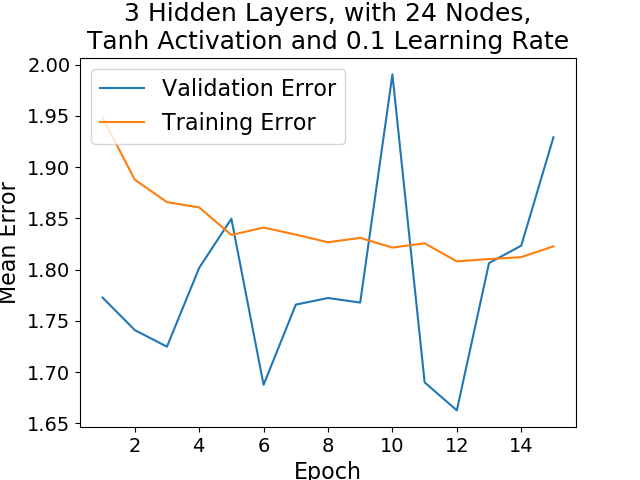 3 Hidden Layers, with 24 Nodes,
Tanh Activation and 0.1 Learning Rate
Validation Error
Training Error
Mean Error
2.00
1.95
1.90
1.85
1.80
1.75
1.70
1.65
2 4 6 8 10 12 14
Epoch